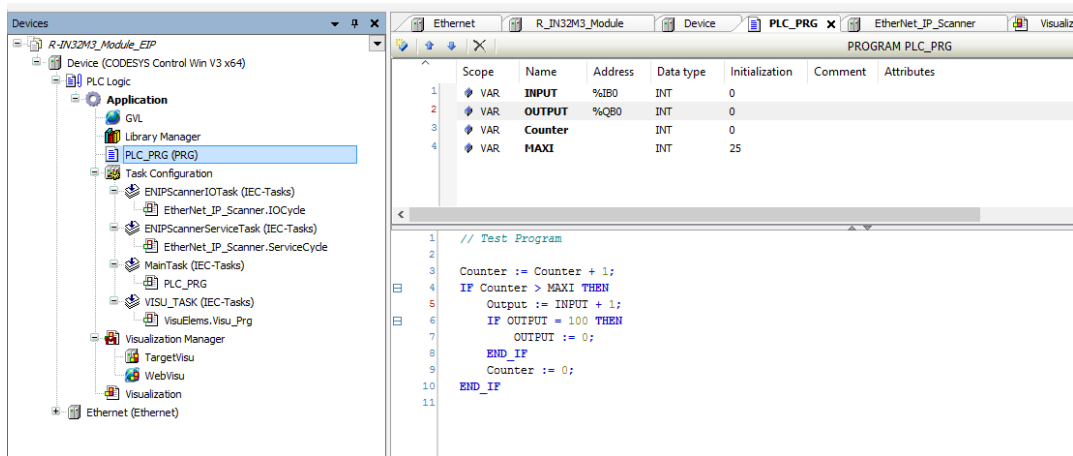 Devices
R-IN32M3_Module_EIP
Device (CODESYS Control Win V3 x64)
PLC Logic
Application
GVL
Library Manager
PLC_PRG (PRG)
Task Configuration
ENIPScannerIOTask (IEC-Tasks)
EtherNet_IP_Scanner.IOCycle
ENIPScannerServiceTask (IEC-Tasks)
EtherNet_IP_Scanner.ServiceCycle
MainTask (IEC-Tasks)
PLC_PRG
VISU_TASK (IEC-Tasks)
VisuElems.Visu_Prg
Visualization Manager
TargetVisu
WebVisu
Visualization
Ethernet (Ethernet)
Ethernet R_IN32M3_Module Device PLC_PRG X EtherNet_IP_Scanner Visualiz
PROGRAM PLC_PRG
Scope Name Address Data type Initialization Comment Attributes
1 VAR INPUT %IB0 INT 0
2 VAR OUTPUT %QB0 INT 0
3 VAR Counter INT 0
4 VAR MAXI INT 25
1 // Test Program
2
3 Counter := Counter + 1;
4 IF Counter > MAXI THEN
5 Output := INPUT + 1;
6 IF OUTPUT = 100 THEN
7 OUTPUT := 0;
8 END_IF
9 Counter := 0;
10 END_IF
11